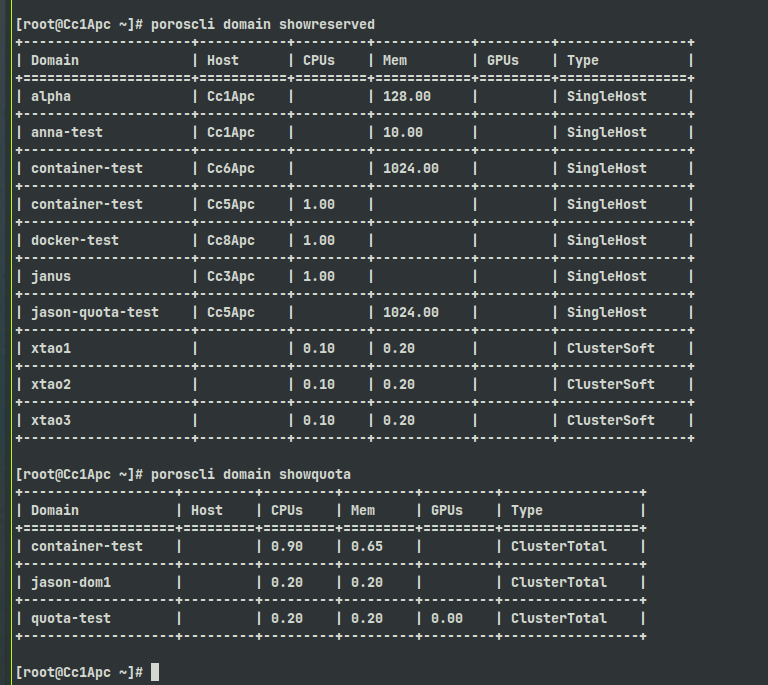 [root@Cc1Apc ~]# poroscli domain showreserved
+---------------------+-----------+---------+------------+---------+----------------+
| Domain              | Host      | CPUs    | Mem        | GPUs    | Type           |
+=====================+===========+=========+============+=========+================+
| alpha               | Cc1Apc    |         | 128.00     |         | SingleHost     |
+---------------------+-----------+---------+------------+---------+----------------+
| anna-test           | Cc1Apc    |         | 10.00      |         | SingleHost     |
+---------------------+-----------+---------+------------+---------+----------------+
| container-test      | Cc6Apc    |         | 1024.00    |         | SingleHost     |
+---------------------+-----------+---------+------------+---------+----------------+
| container-test      | Cc5Apc    | 1.00    |            |         | SingleHost     |
+---------------------+-----------+---------+------------+---------+----------------+
| docker-test         | Cc8Apc    | 1.00    |            |         | SingleHost     |
+---------------------+-----------+---------+------------+---------+----------------+
| janus               | Cc3Apc    | 1.00    |            |         | SingleHost     |
+---------------------+-----------+---------+------------+---------+----------------+
| jason-quota-test    | Cc5Apc    |         | 1024.00    |         | SingleHost     |
+---------------------+-----------+---------+------------+---------+----------------+
| xtao1               |           | 0.10    | 0.20       |         | ClusterSoft    |
+---------------------+-----------+---------+------------+---------+----------------+
| xtao2               |           | 0.10    | 0.20       |         | ClusterSoft    |
+---------------------+-----------+---------+------------+---------+----------------+
| xtao3               |           | 0.10    | 0.20       |         | ClusterSoft    |
+---------------------+-----------+---------+------------+---------+----------------+
[root@Cc1Apc ~]# poroscli domain showquota
+-------------------+---------+---------+---------+---------+-----------------+
| Domain            | Host    | CPUs    | Mem     | GPUs    | Type            |
+===================+=========+=========+=========+=========+=================+
| container-test    |         | 0.90    | 0.65    |         | ClusterTotal    |
+-------------------+---------+---------+---------+---------+-----------------+
| jason-dom1        |         | 0.20    | 0.20    |         | ClusterTotal    |
+-------------------+---------+---------+---------+---------+-----------------+
| quota-test        |         | 0.20    | 0.20    | 0.00    | ClusterTotal    |
+-------------------+---------+---------+---------+---------+-----------------+
[root@Cc1Apc ~]#